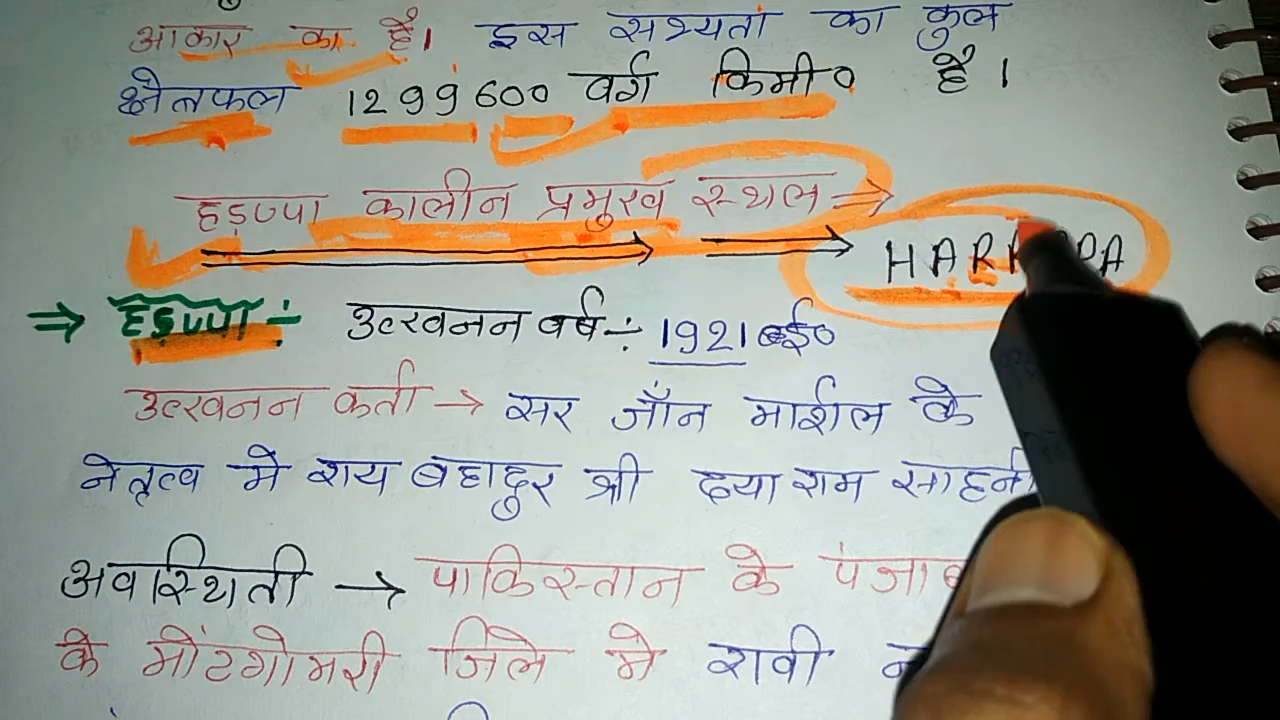 आकार का है। इस सभ्यता का कुल
क्षेत्रफल 1299600 वर्ग किमी० है।
हड़प्पा कालीन प्रमुख स्थल ⇒
⇒ हड़प्पा ÷ उत्खनन वर्ष ÷ 1921 ई०
उत्खनन कर्ता → सर जॉन मार्शल के
नेतृत्व मे राय बहादुर श्री दयाराम साहनी
अवस्थिती → पाकिस्तान के
के मोंटगोमरी जिले मे रावी